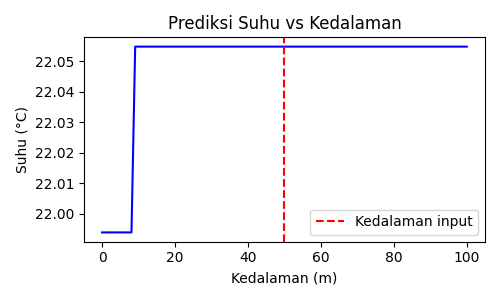 Prediksi Suhu vs Kedalaman
Suhu (°C)
22.05
22.04
22.03
22.02
22.01
22.00
Kedalaman input
0 20 40 60 80 100
Kedalaman (m)